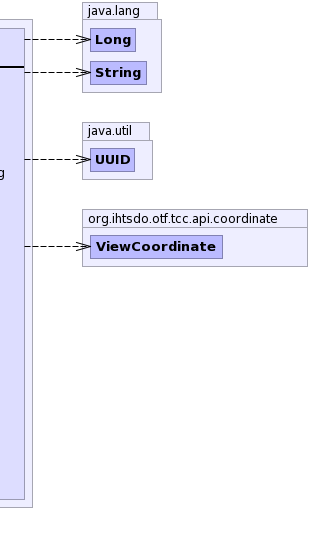 java.lang
Long
String
java.util
UUID
g
org.ihtsdo.otf.tcc.api.coordinate
ViewCoordinate